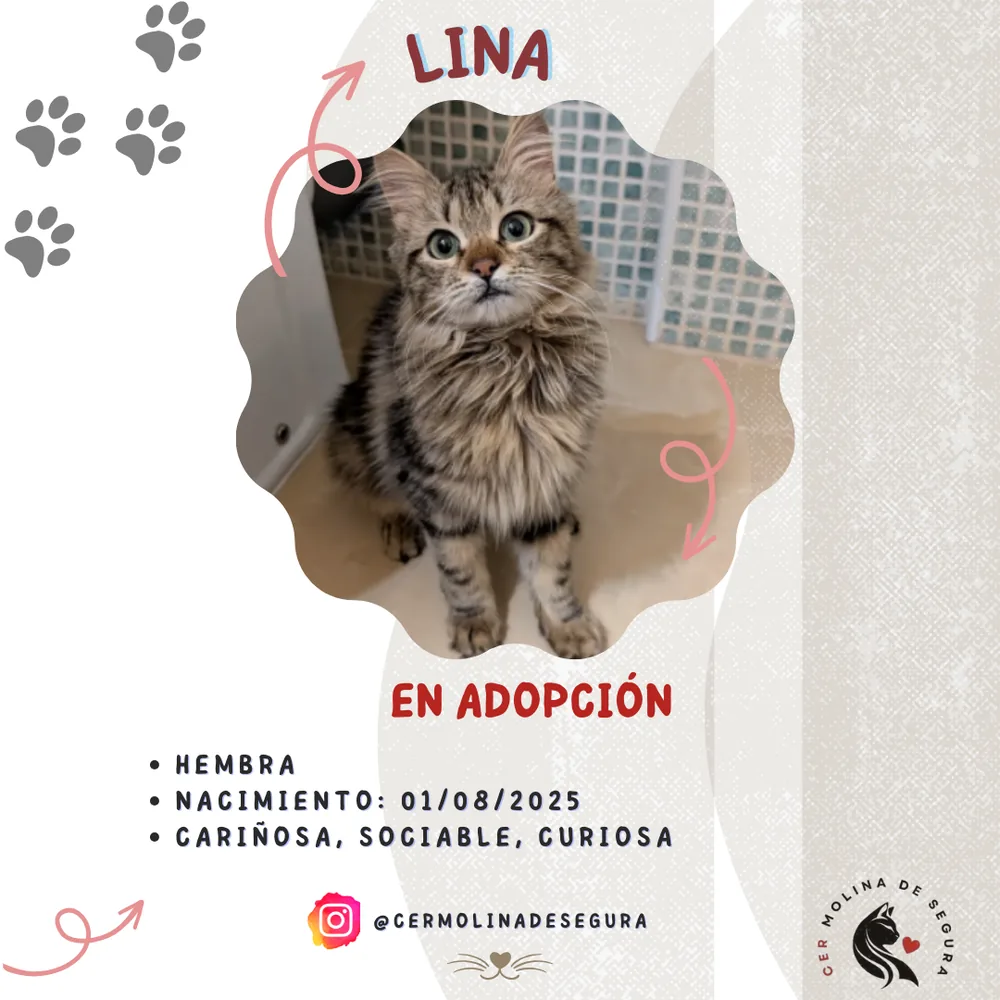 LINA
EN ADOPCIÓN
HEMBRA
NACIMIENTO: 01/08/2025
CARIÑOSA, SOCIABLE, CURIOSA
@CERMOLINADESEGURA
CER MOLINA DE SEGURA